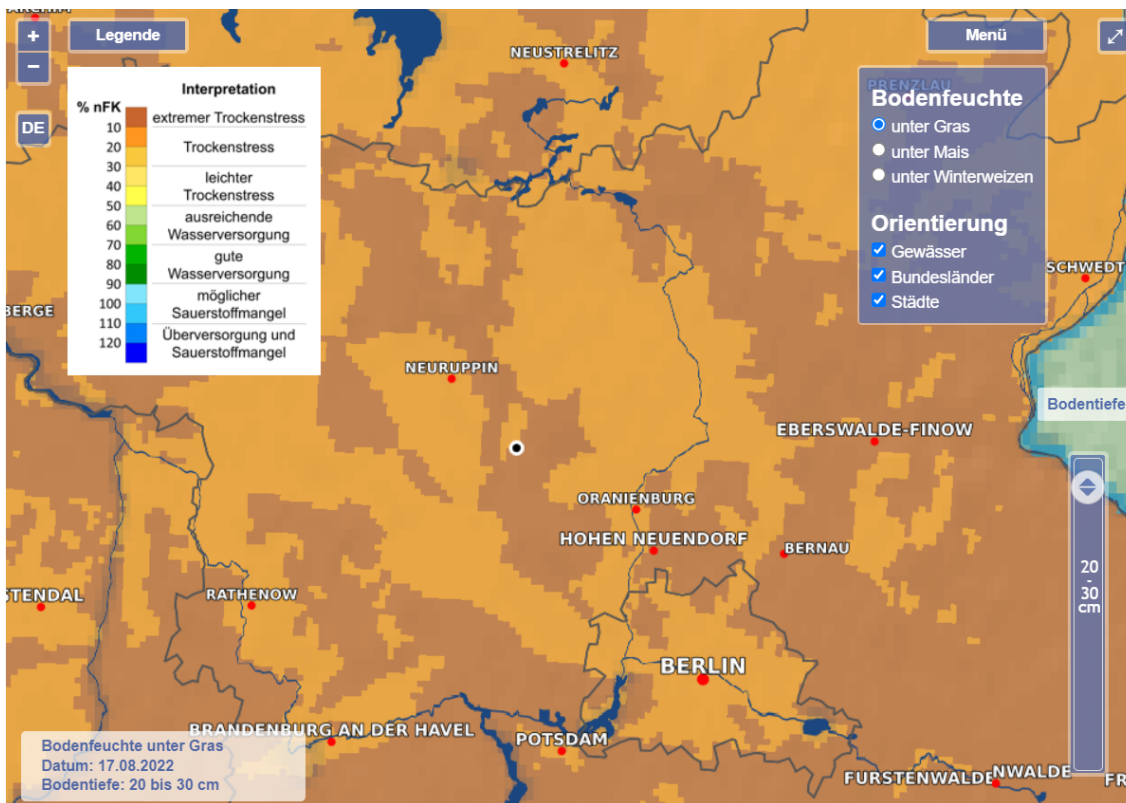 +
−
DE
Legende
Interpretation
% nFK
10
20
30
40
50
60
70
80
90
100
110
120
extremer Trockenstress
Trockenstress
leichter
Trockenstress
ausreichende
Wasserversorgung
gute
Wasserversorgung
möglicher
Sauerstoffmangel
Überversorgung und
Sauerstoffmangel
Menü
PRENZLAU
Bodenfeuchte
unter Gras
unter Mais
unter Winterweizen
Orientierung
Gewässer
Bundesländer
Städte
NEUSTRELITZ
SCHWEDT
BERGE
NEURUPPIN
Bodentiefe
EBERSWALDE-FINOW
ORANIENBURG
HOHEN NEUENDORF
BERNAU
20
-
30
cm
STENDAL
RATHENOW
BERLIN
BRANDENBURG AN DER HAVEL
POTSDAM
FÜRSTENWALDE
NWALDE
FR
Bodenfeuchte unter Gras
Datum: 17.08.2022
Bodentiefe: 20 bis 30 cm